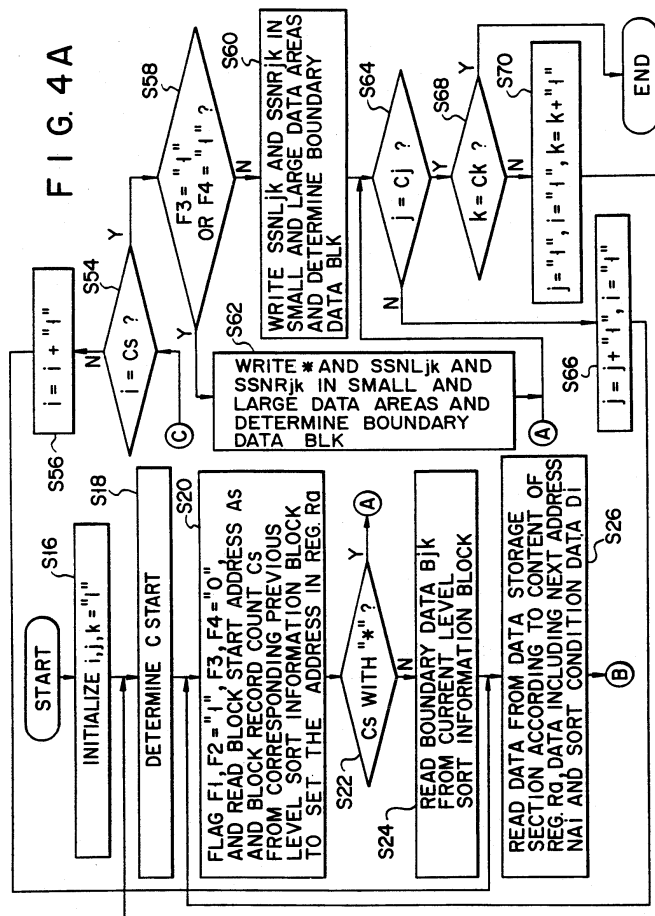 FIG. 4A
START
S16
INITIALIZE i,j,k="1"
S18
DETERMINE C START
S20
FLAG F1, F2="1", F3, F4="0",
AND READ BLOCK START ADDRESS AS
AND BLOCK RECORD COUNT Cs
FROM CORRESPONDING PREVIOUS
LEVEL SORT INFORMATION BLOCK
TO SET THE ADDRESS IN REG. Ra
S22
Cs WITH "*" ?
Y
A
N
S24
READ BOUNDARY DATA Bjk
FROM CURRENT LEVEL
SORT INFORMATION BLOCK
S26
READ DATA FROM DATA STORAGE
SECTION ACCORDING TO CONTENT OF
REG. Ra, DATA INCLUDING NEXT ADDRESS
NAi AND SORT CONDITION DATA Di
B
S56
i = i + "1"
N
S54
i = Cs ?
Y
C
S58
F3 = "1"
OR F4 = "1" ?
Y
N
S60
WRITE SSNLjk AND SSNRjk IN
SMALL AND LARGE DATA AREAS
AND DETERMINE BOUNDARY
DATA BLK
S62
WRITE * AND SSNLjk AND
SSNRjk IN SMALL AND
LARGE DATA AREAS AND
DETERMINE BOUNDARY
DATA BLK
A
S64
j = Cj ?
N
Y
S66
j = j + "1", i = "1"
S68
k = Ck ?
Y
N
S70
j = "1", i = "1", k = k + "1"
END